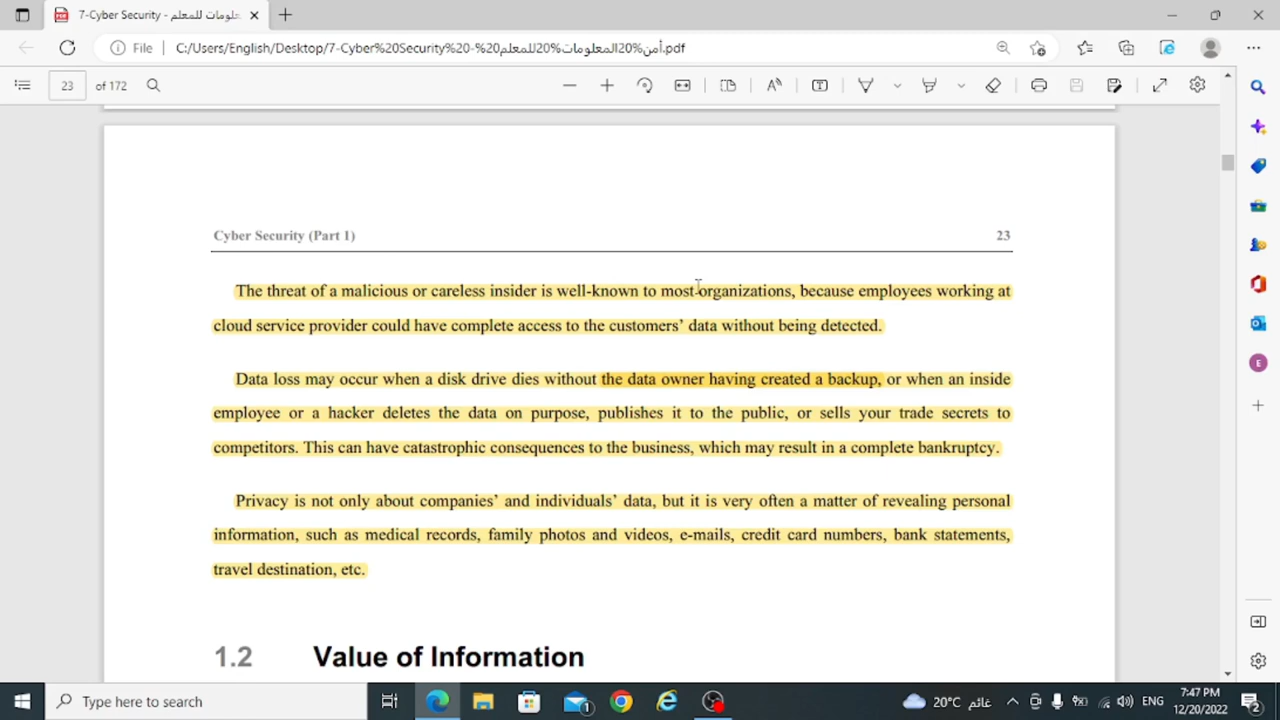 7-Cyber Security - أمن المعلومات للمعلم
File C:/Users/English/Desktop/7-Cyber%20Security%20-%20أمن%20المعلومات%20للمعلم.pdf
23 of 172
Cyber Security (Part 1) 23
The threat of a malicious or careless insider is well-known to most organizations, because employees working at
cloud service provider could have complete access to the customers' data without being detected.
Data loss may occur when a disk drive dies without the data owner having created a backup, or when an inside
employee or a hacker deletes the data on purpose, publishes it to the public, or sells your trade secrets to
competitors. This can have catastrophic consequences to the business, which may result in a complete bankruptcy.
Privacy is not only about companies' and individuals' data, but it is very often a matter of revealing personal
information, such as medical records, family photos and videos, e-mails, credit card numbers, bank statements,
travel destination, etc.
1.2 Value of Information
Type here to search
20°C غائم
ENG
7:47 PM
12/20/2022